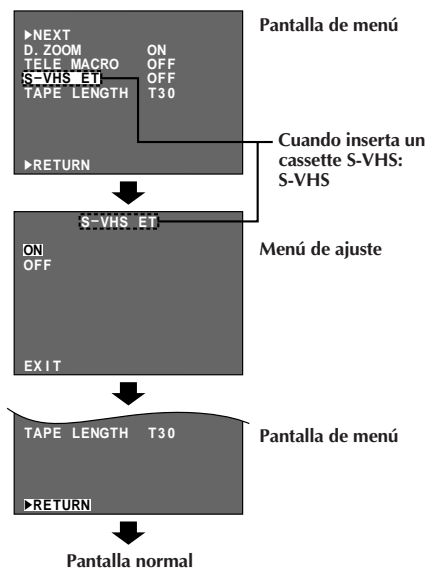 Pantalla de menú
▶NEXT
D. ZOOM ON
TELE MACRO OFF
S-VHS ET OFF
TAPE LENGTH T30
▶RETURN
Cuando inserta un
cassette S-VHS:
S-VHS
S-VHS ET
Menú de ajuste
ON
OFF
EXIT
TAPE LENGTH T30
Pantalla de menú
▶RETURN
Pantalla normal